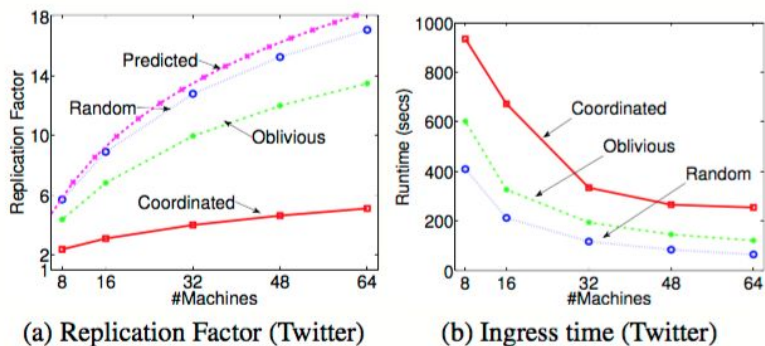 18
14
10
6
2
1
Replication Factor
Predicted
Random
Oblivious
Coordinated
8 16 32 48 64
#Machines
(a) Replication Factor (Twitter)
1000
800
600
400
200
0
Runtime (secs)
Coordinated
Oblivious
Random
8 16 32 48 64
#Machines
(b) Ingress time (Twitter)